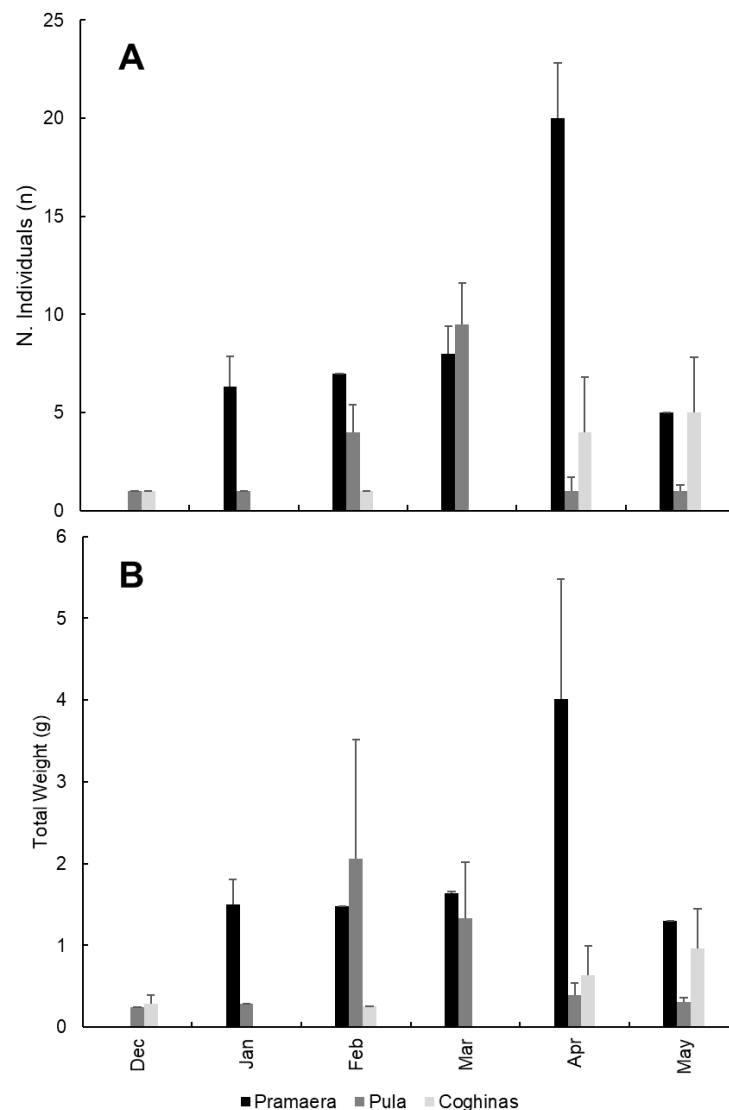 A
N. Individuals (n)
25
20
15
10
5
0
B
Total Weight (g)
6
5
4
3
2
1
0
Dec Jan Feb Mar Apr May
Pramaera Pula Coghinas